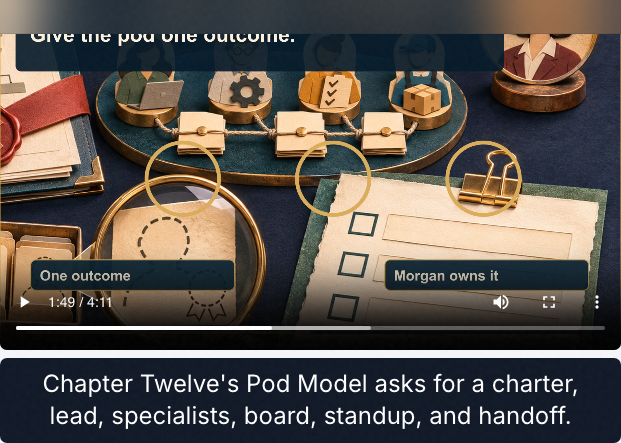 Give the pod one outcome.
One outcome
Morgan owns it
1:49 / 4:11
Chapter Twelve's Pod Model asks for a charter,
lead, specialists, board, standup, and handoff.